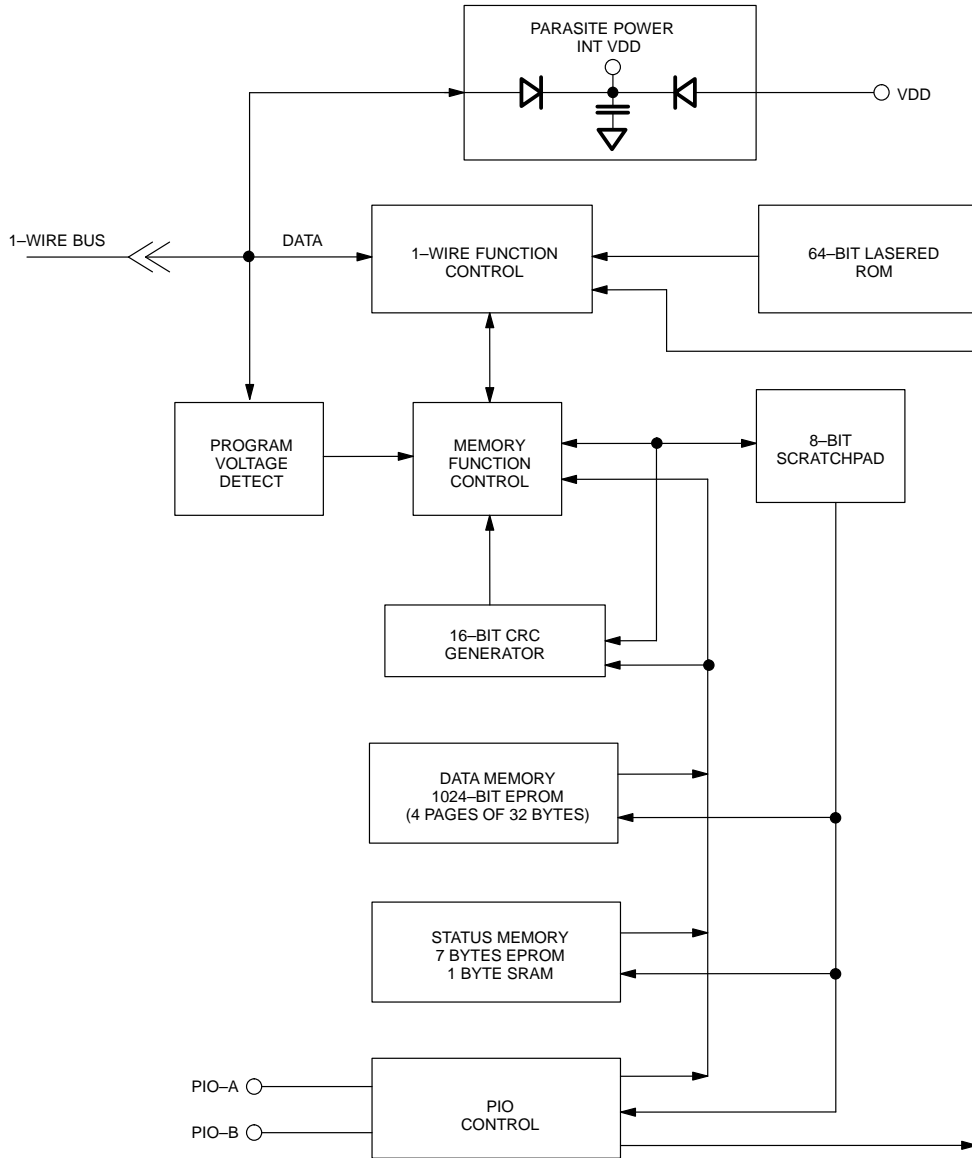 PARASITE POWER
INT VDD
VDD
1–WIRE BUS
DATA
1–WIRE FUNCTION
CONTROL
64–BIT LASERED
ROM
PROGRAM
VOLTAGE
DETECT
MEMORY
FUNCTION
CONTROL
8–BIT
SCRATCHPAD
16–BIT CRC
GENERATOR
DATA MEMORY
1024–BIT EPROM
(4 PAGES OF 32 BYTES)
STATUS MEMORY
7 BYTES EPROM
1 BYTE SRAM
PIO–A
PIO–B
PIO
CONTROL